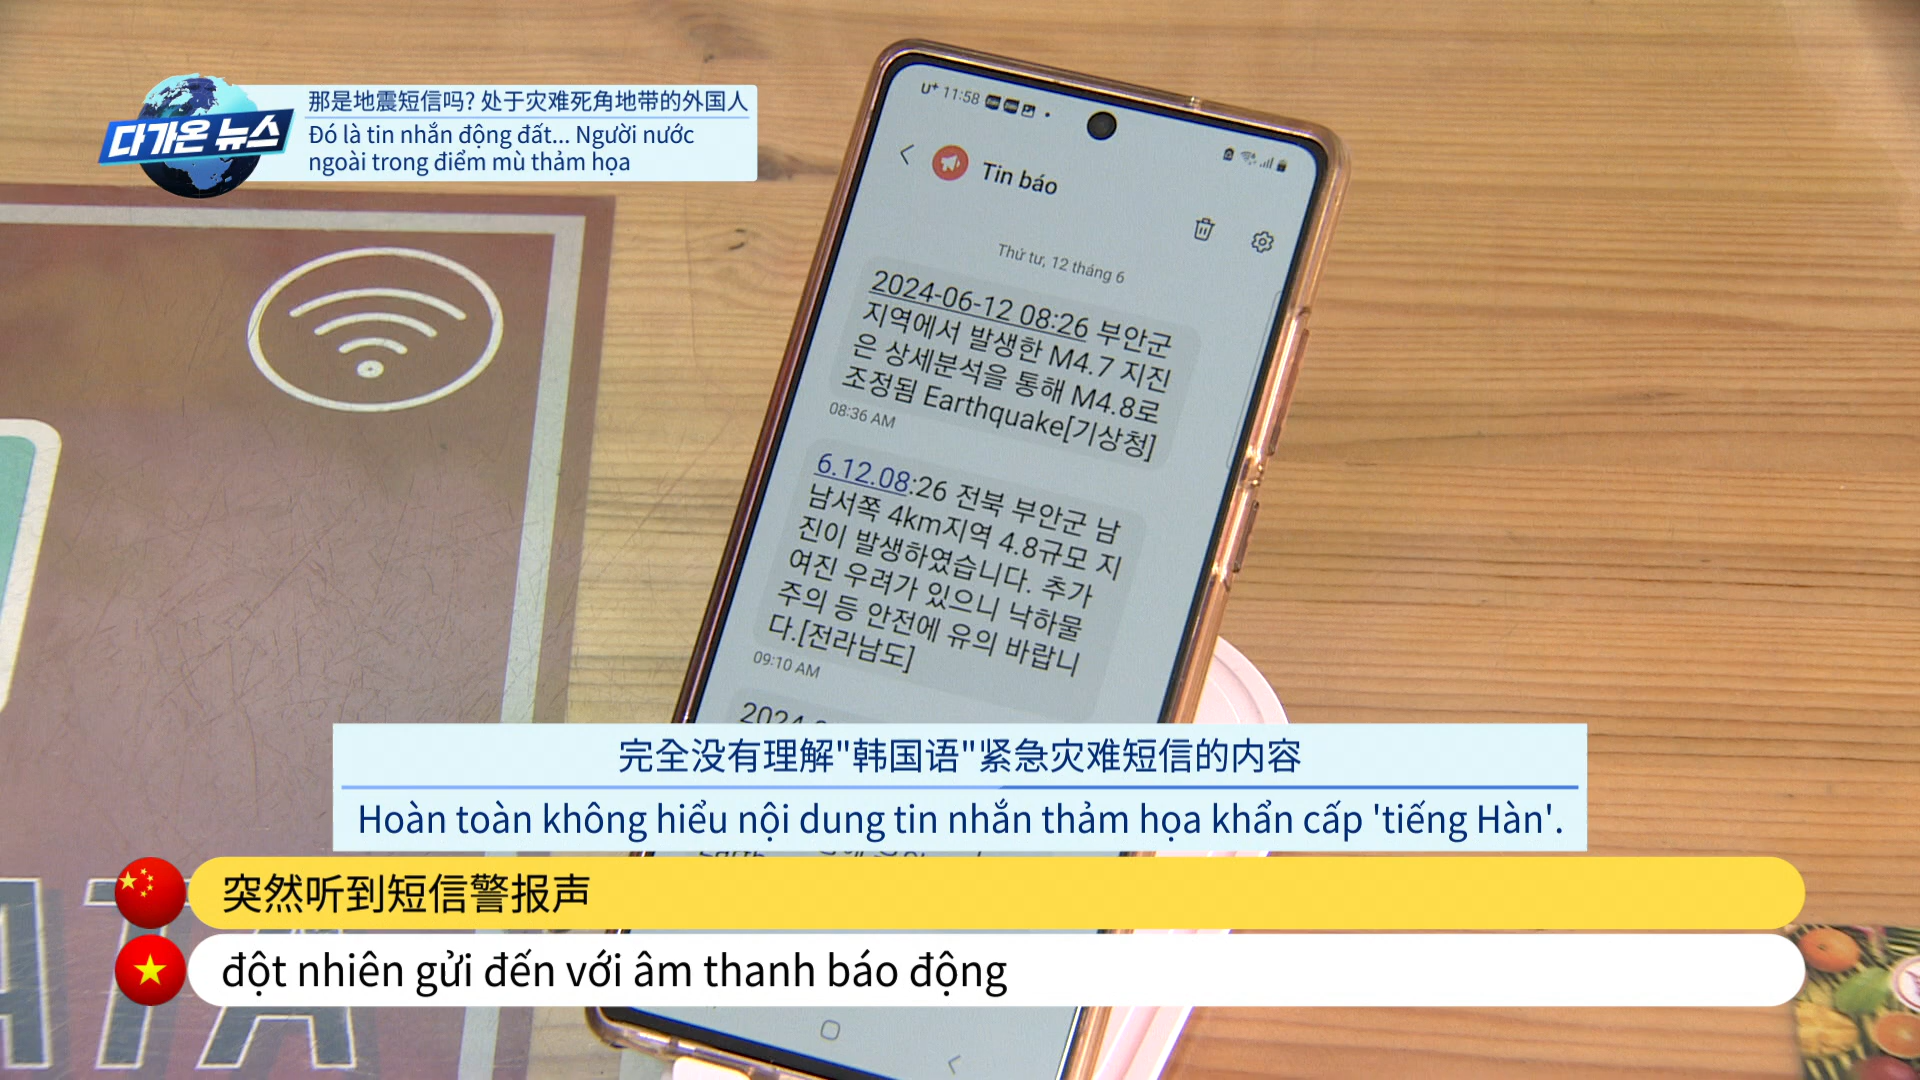 那是地震短信吗? 处于灾难死角地带的外国人
다가온 뉴스
Đó là tin nhắn động đất... Người nước
ngoài trong điểm mù thảm họa
U+ 11:58
Tin báo
Thứ tư, 12 tháng 6
2024-06-12 08:26 부안군
지역에서 발생한 M4.7 지진
은 상세분석을 통해 M4.8로
조정됨 Earthquake[기상청]
08:36 AM
6.12.08:26 전북 부안군 남
남서쪽 4km지역 4.8규모 지
진이 발생하였습니다. 추가
여진 우려가 있으니 낙하물
주의 등 안전에 유의 바랍니
다.[전라남도]
09:10 AM
完全没有理解"韩国语"紧急灾难短信的内容
Hoàn toàn không hiểu nội dung tin nhắn thảm họa khẩn cấp 'tiếng Hàn'.
突然听到短信警报声
đột nhiên gửi đến với âm thanh báo động